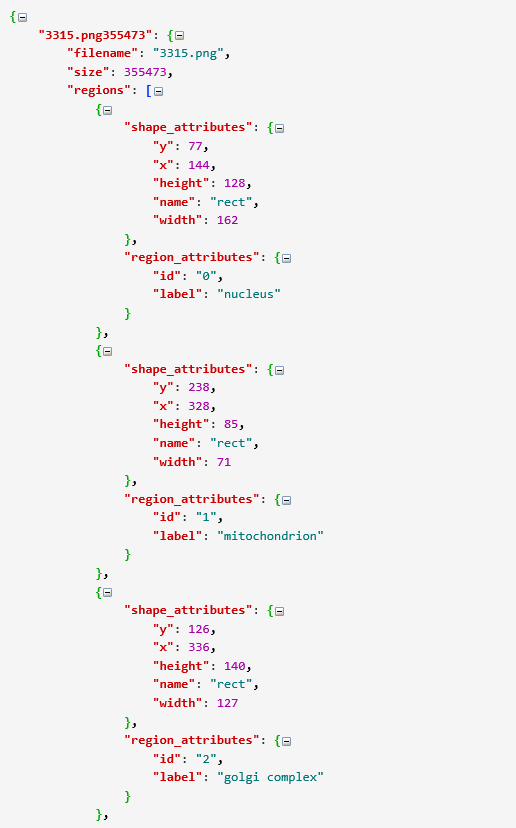 {
"3315.png355473": {
"filename": "3315.png",
"size": 355473,
"regions": [
{
"shape_attributes": {
"y": 77,
"x": 144,
"height": 128,
"name": "rect",
"width": 162
},
"region_attributes": {
"id": "0",
"label": "nucleus"
}
},
{
"shape_attributes": {
"y": 238,
"x": 328,
"height": 85,
"name": "rect",
"width": 71
},
"region_attributes": {
"id": "1",
"label": "mitochondrion"
}
},
{
"shape_attributes": {
"y": 126,
"x": 336,
"height": 140,
"name": "rect",
"width": 127
},
"region_attributes": {
"id": "2",
"label": "golgi complex"
}
},